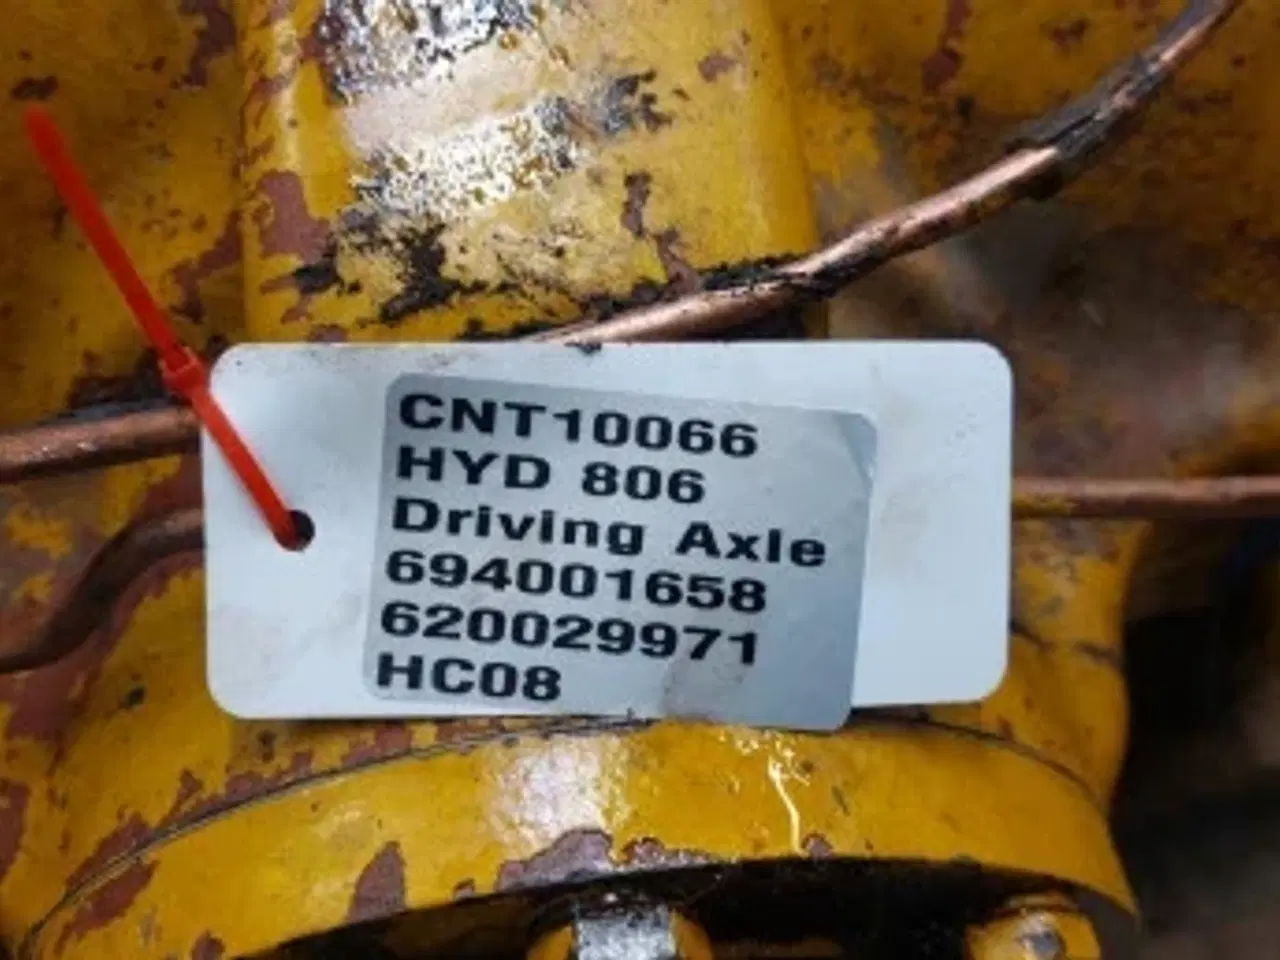 CNT10066
HYD 806
Driving Axle
694001658
620029971
HC08